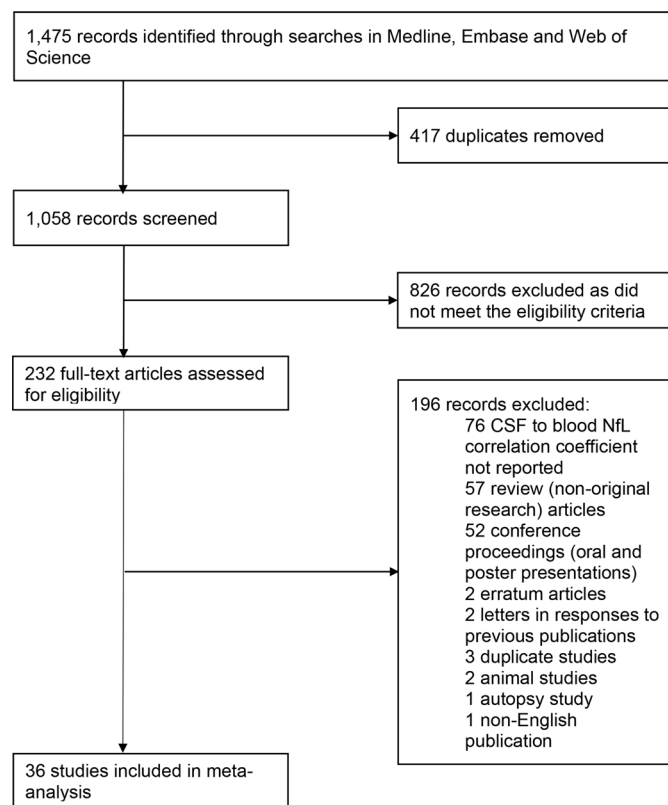 1,475 records identified through searches in Medline, Embase and Web of
Science
417 duplicates removed
1,058 records screened
826 records excluded as did
not meet the eligibility criteria
232 full-text articles assessed
for eligibility
196 records excluded:
76 CSF to blood NfL
correlation coefficient
not reported
57 review (non-original
research) articles
52 conference
proceedings (oral and
poster presentations)
2 erratum articles
2 letters in responses to
previous publications
3 duplicate studies
2 animal studies
1 autopsy study
1 non-English
publication
36 studies included in meta-
analysis